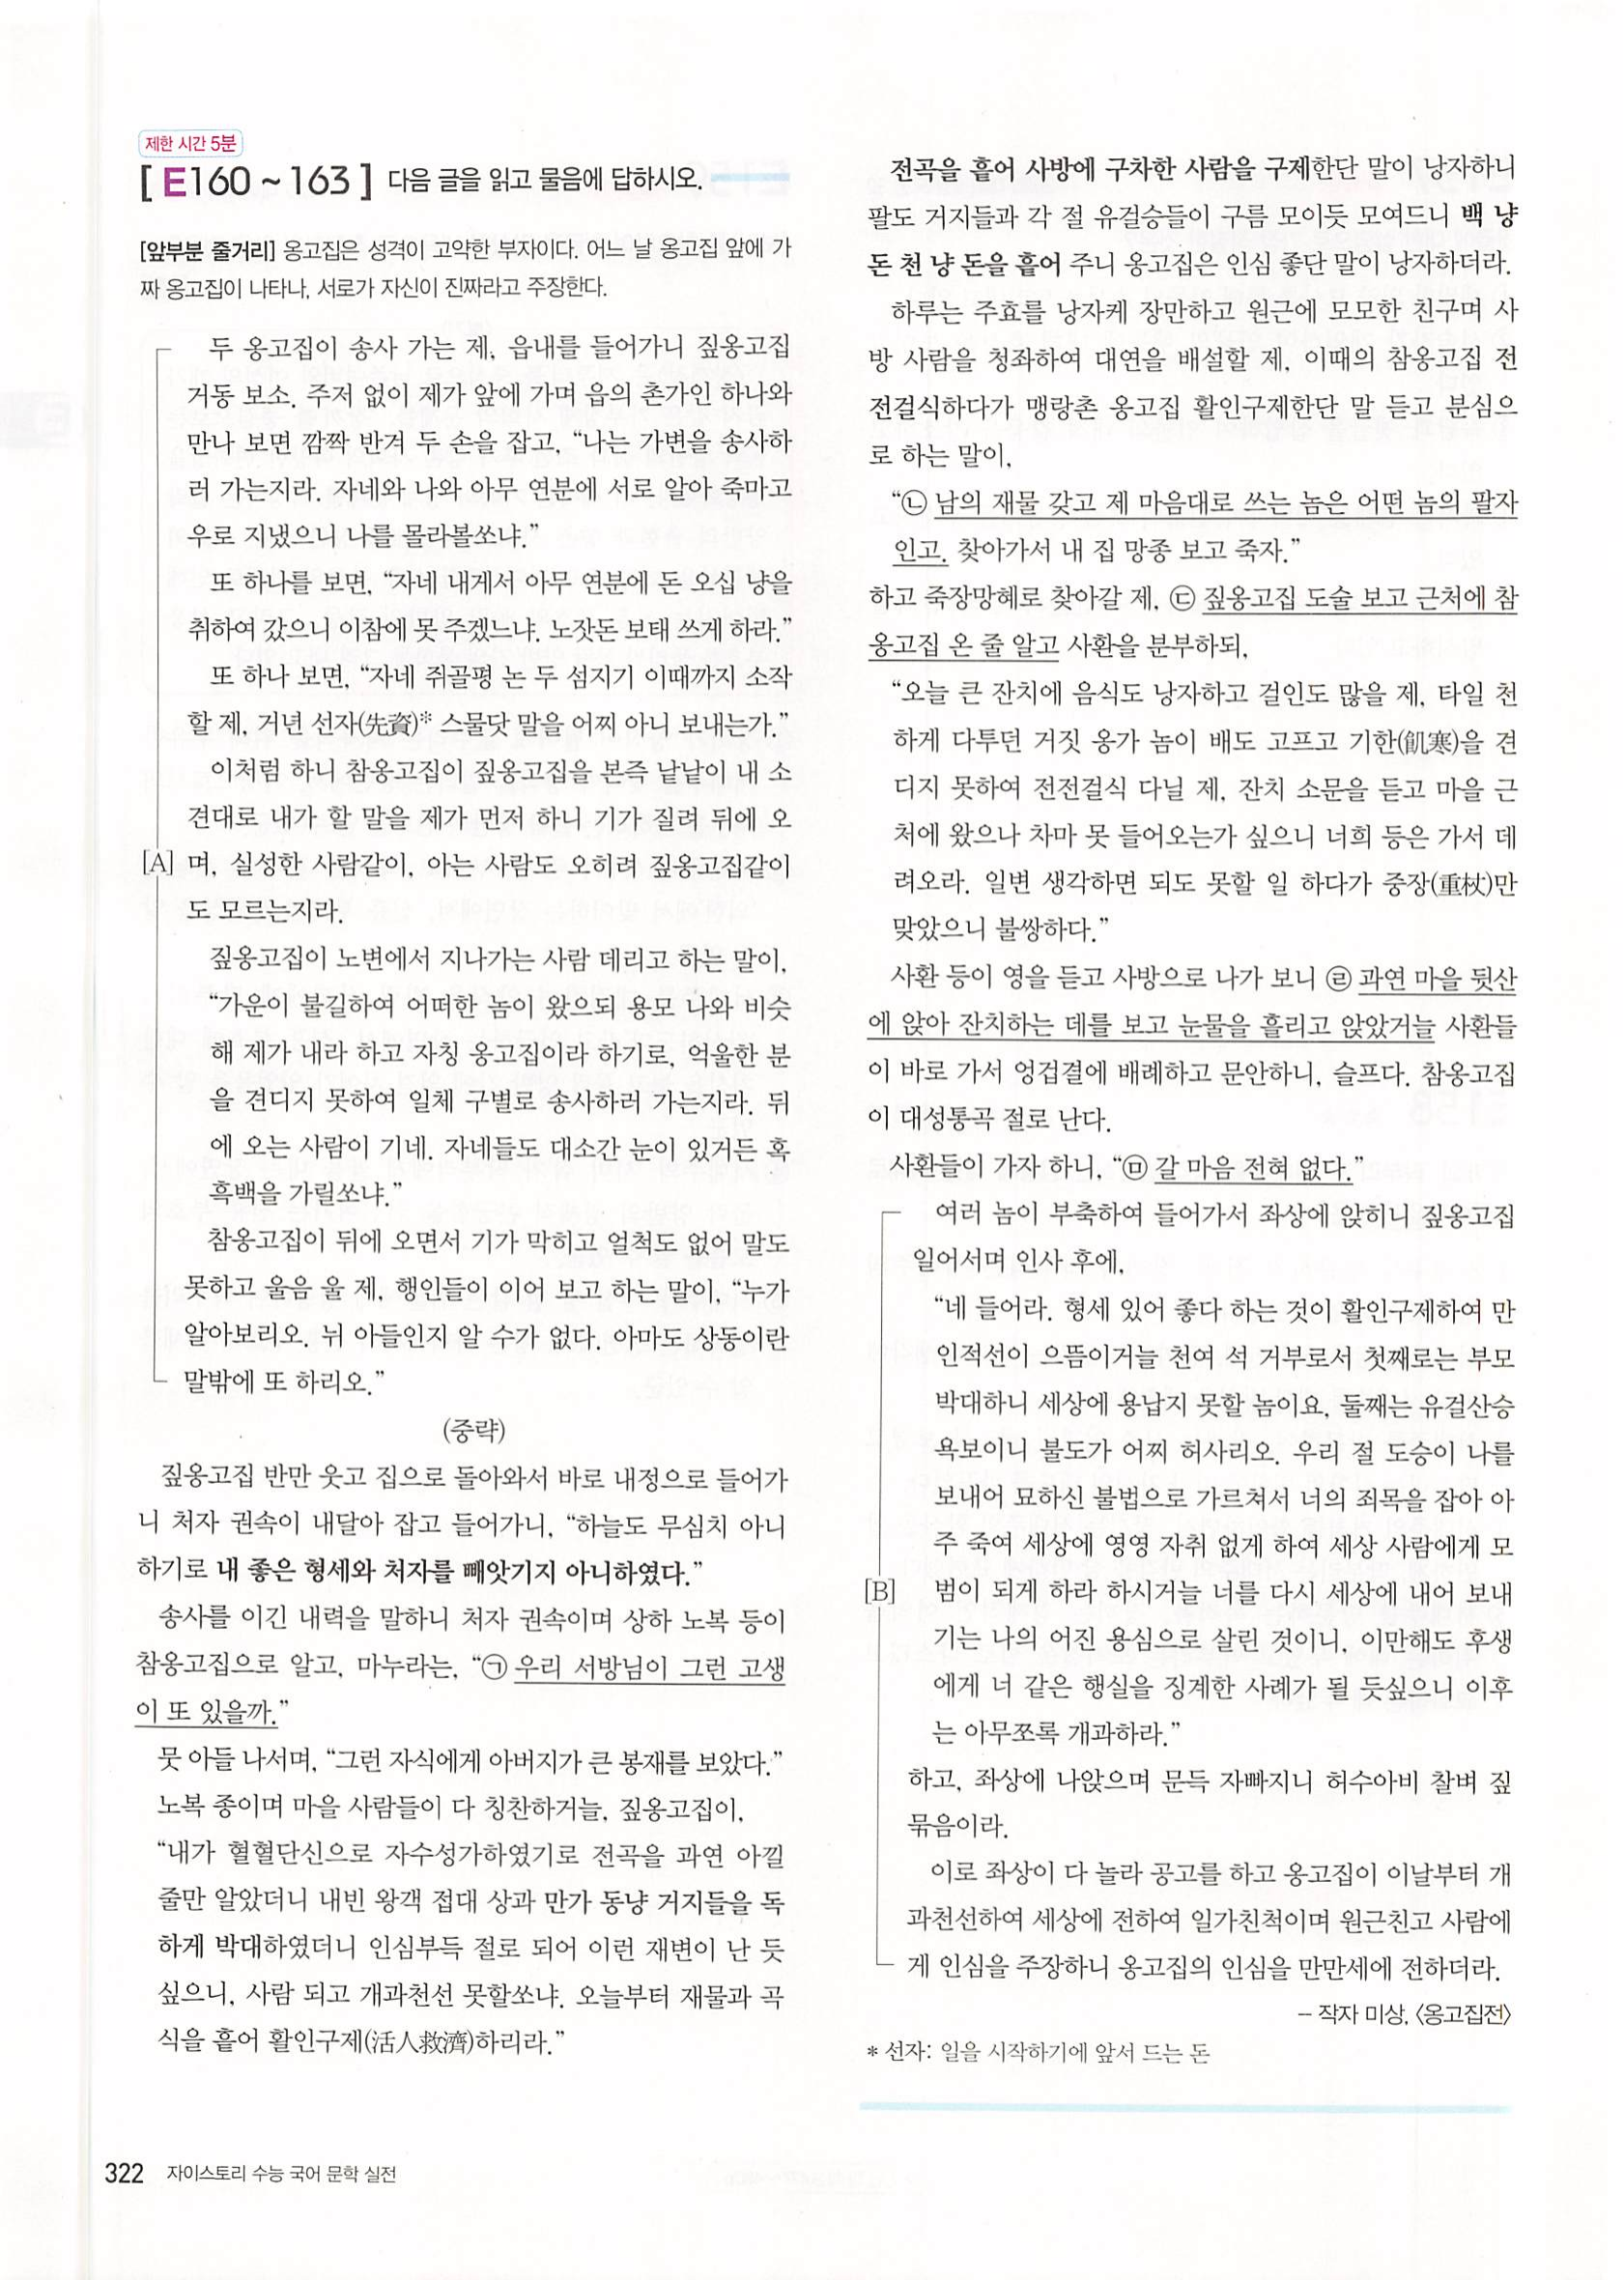 제한 시간 5분
[ E160 ~ 163 ] 다음 글을 읽고 물음에 답하시오.
[앞부분 줄거리] 옹고집은 성격이 고약한 부자이다. 어느 날 옹고집 앞에 가
짜 옹고집이 나타나, 서로가 자신이 진짜라고 주장한다.
두 옹고집이 송사 가는 제, 읍내를 들어가니 짚옹고집
거동 보소. 주저 없이 제가 앞에 가며 읍의 촌가인 하나와
만나 보면 깜짝 반겨 두 손을 잡고, “나는 가변을 송사하
러 가는지라. 자네와 나와 아무 연분에 서로 알아 죽마고
우로 지냈으니 나를 몰라볼쏘냐.”
또 하나를 보면, “자네 내게서 아무 연분에 돈 오십 냥을
취하여 갔으니 이참에 못 주겠느냐. 노잣돈 보태 쓰게 하라.”
또 하나 보면, “자네 쥐골평 논 두 섬지기 이때까지 소작
할 제, 거년 선자(先資)* 스물닷 말을 어찌 아니 보내는가.”
이처럼 하니 참옹고집이 짚옹고집을 본즉 낱낱이 내 소
견대로 내가 할 말을 제가 먼저 하니 기가 질려 뒤에 오
[A] 며, 실성한 사람같이, 아는 사람도 오히려 짚옹고집같이
도 모르는지라.
짚옹고집이 노변에서 지나가는 사람 데리고 하는 말이,
“가운이 불길하여 어떠한 놈이 왔으되 용모 나와 비슷
해 제가 내라 하고 자칭 옹고집이라 하기로, 억울한 분
을 견디지 못하여 일체 구별로 송사하러 가는지라. 뒤
에 오는 사람이 기네. 자네들도 대소간 눈이 있거든 혹
흑백을 가릴쏘냐.”
참옹고집이 뒤에 오면서 기가 막히고 얼척도 없어 말도
못하고 울음 울 제, 행인들이 이어 보고 하는 말이, “누가
알아보리오. 뉘 아들인지 알 수가 없다. 아마도 상동이란
말밖에 또 하리오.”
(중략)
짚옹고집 반만 웃고 집으로 돌아와서 바로 내정으로 들어가
니 처자 권속이 내달아 잡고 들어가니, “하늘도 무심치 아니
하기로 내 좋은 형세와 처자를 빼앗기지 아니하였다.”
송사를 이긴 내력을 말하니 처자 권속이며 상하 노복 등이
참옹고집으로 알고, 마누라는, “㉠ 우리 서방님이 그런 고생
이 또 있을까.”
뭇 아들 나서며, “그런 자식에게 아버지가 큰 봉재를 보았다.”
노복 종이며 마을 사람들이 다 칭찬하거늘, 짚옹고집이,
“내가 혈혈단신으로 자수성가하였기로 전곡을 과연 아낄
줄만 알았더니 내빈 왕객 접대 상과 만가 동냥 거지들을 독
하게 박대하였더니 인심부득 절로 되어 이런 재변이 난 듯
싶으니, 사람 되고 개과천선 못할쏘냐. 오늘부터 재물과 곡
식을 흩어 활인구제(活人救濟)하리라.”
전곡을 흩어 사방에 구차한 사람을 구제한단 말이 낭자하니
팔도 거지들과 각 절 유걸승들이 구름 모이듯 모여드니 백 냥
돈 천 냥 돈을 흩어 주니 옹고집은 인심 좋단 말이 낭자하더라.
하루는 주효를 낭자케 장만하고 원근에 모모한 친구며 사
방 사람을 청좌하여 대연을 배설할 제, 이때의 참옹고집 전
전걸식하다가 맹랑촌 옹고집 활인구제한단 말 듣고 분심으
로 하는 말이,
“㉡ 남의 재물 갖고 제 마음대로 쓰는 놈은 어떤 놈의 팔자
인고. 찾아가서 내 집 망종 보고 죽자.”
하고 죽장망혜로 찾아갈 제, ㉢ 짚옹고집 도술 보고 근처에 참
옹고집 온 줄 알고 사환을 분부하되,
“오늘 큰 잔치에 음식도 낭자하고 걸인도 많을 제, 타일 천
하게 다투던 거짓 옹가 놈이 배도 고프고 기한(飢寒)을 견
디지 못하여 전전걸식 다닐 제, 잔치 소문을 듣고 마을 근
처에 왔으나 차마 못 들어오는가 싶으니 너희 등은 가서 데
려오라. 일변 생각하면 되도 못할 일 하다가 중장(重杖)만
맞았으니 불쌍하다.”
사환 등이 영을 듣고 사방으로 나가 보니 ㉣ 과연 마을 뒷산
에 앉아 잔치하는 데를 보고 눈물을 흘리고 앉았거늘 사환들
이 바로 가서 엉겁결에 배례하고 문안하니, 슬프다. 참옹고집
이 대성통곡 절로 난다.
사환들이 가자 하니, “㉤ 갈 마음 전혀 없다.”
여러 놈이 부축하여 들어가서 좌상에 앉히니 짚옹고집
일어서며 인사 후에,
“네 들어라. 형세 있어 좋다 하는 것이 활인구제하여 만
인적선이 으뜸이거늘 천여 석 거부로서 첫째로는 부모
박대하니 세상에 용납지 못할 놈이요, 둘째는 유걸산승
욕보이니 불도가 어찌 허사리오. 우리 절 도승이 나를
보내어 묘하신 불법으로 가르쳐서 너의 죄목을 잡아 아
주 죽여 세상에 영영 자취 없게 하여 세상 사람에게 모
[B] 범이 되게 하라 하시거늘 너를 다시 세상에 내어 보내
기는 나의 어진 용심으로 살린 것이니, 이만해도 후생
에게 너 같은 행실을 징계한 사례가 될 듯싶으니 이후
는 아무쪼록 개과하라.”
하고, 좌상에 나앉으며 문득 자빠지니 허수아비 찰벼 짚
묶음이라.
이로 좌상이 다 놀라 공고를 하고 옹고집이 이날부터 개
과천선하여 세상에 전하여 일가친척이며 원근친고 사람에
게 인심을 주장하니 옹고집의 인심을 만만세에 전하더라.
– 작자 미상, 〈옹고집전〉
* 선자: 일을 시작하기에 앞서 드는 돈
322 자이스토리 수능 국어 문학 실전